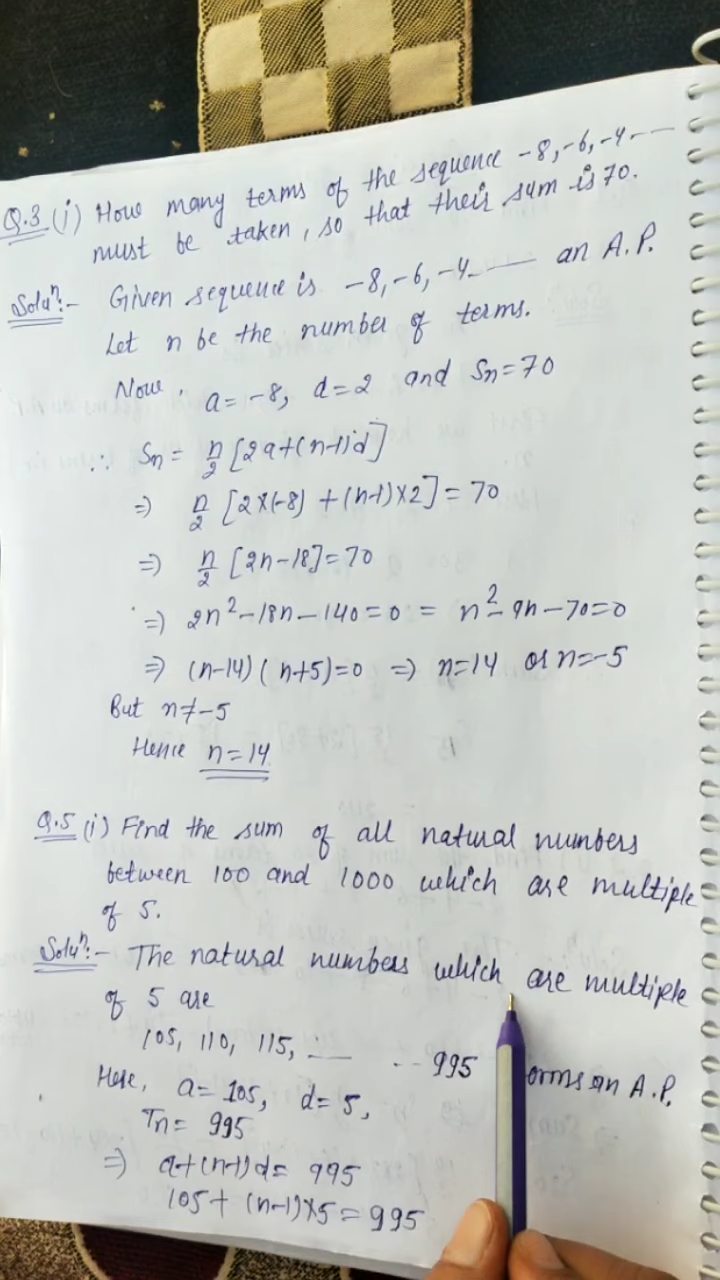 Q.3 (i) How many terms of the sequence -8, -6, -4 ----
must be taken, so that their sum is 70.
Soluⁿ:- Given sequence is -8, -6, -4 ---- an A.P.
Let n be the number of terms.
Now, a = -8, d = 2 and Sn = 70
∴ Sn = n/2 [2a+(n-1)d]
⇒ n/2 [2×(-8) + (n-1)×2] = 70
⇒ n/2 [2n-18] = 70
⇒ 2n² - 18n - 140 = 0 = n² - 9n - 70 = 0
⇒ (n-14) (n+5) = 0 ⇒ n = 14 or n = -5
But n ≠ -5
Hence n = 14
Q.5 (i) Find the sum of all natural numbers
between 100 and 1000 which are multiple
of 5.
Soluⁿ:- The natural numbers which are multiple
of 5 are
105, 110, 115, ---- 995 orms an A.P.
Here, a = 105, d = 5,
Tn = 995
⇒ a+(n-1)d = 995
105 + (n-1)×5 = 995